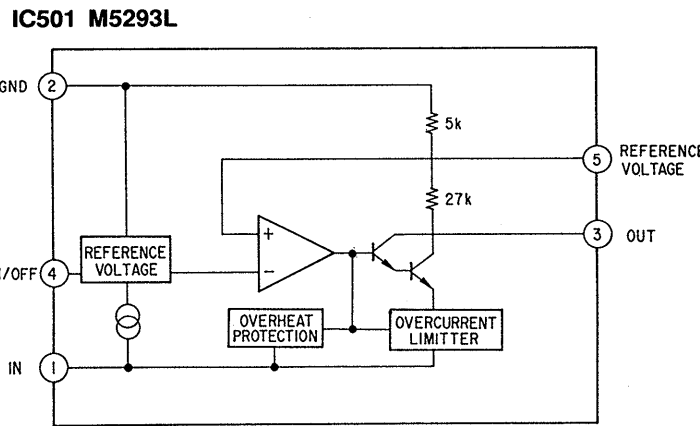 IC501 M5293L
GND 2
5k
5 REFERENCE
VOLTAGE
27k
+
3 OUT
REFERENCE
VOLTAGE
−
/OFF 4
OVERHEAT
PROTECTION
OVERCURRENT
LIMITTER
IN 1